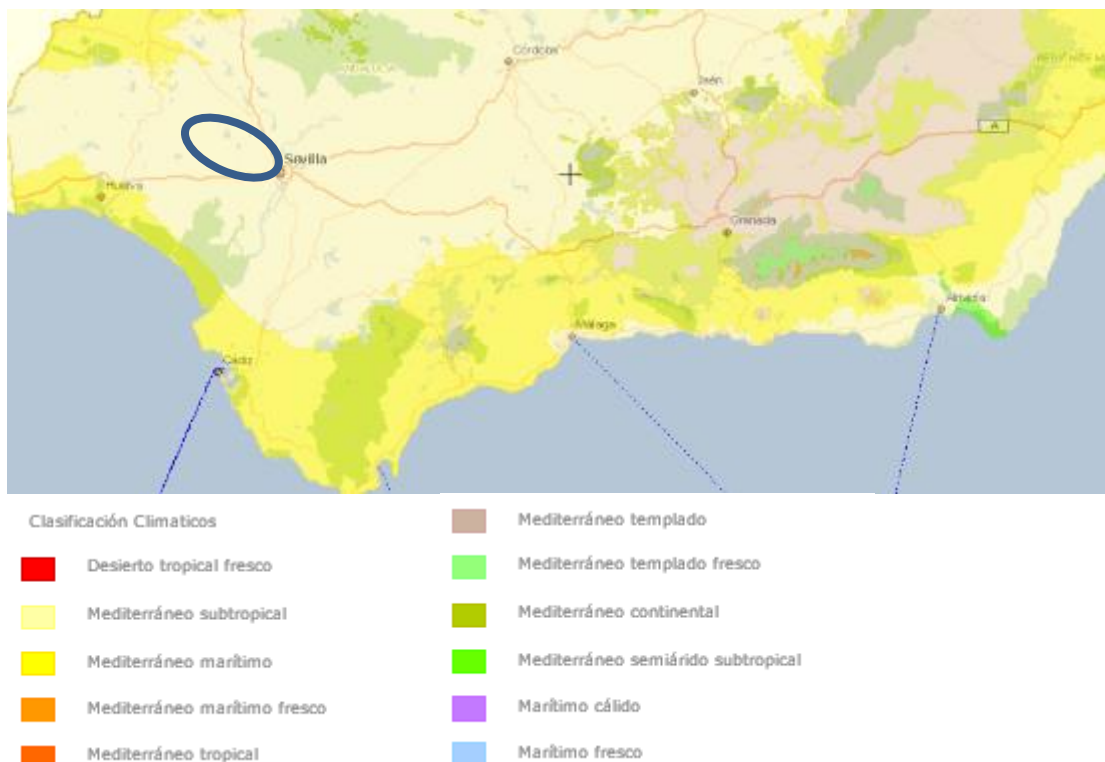 Córdoba
ANDALUCIA
Jaén
A
Sevilla
Huelva
Granada
Almería
Málaga
Cádiz
Clasificación Climaticos
Desierto tropical fresco
Mediterráneo subtropical
Mediterráneo marítimo
Mediterráneo marítimo fresco
Mediterráneo tropical
Mediterráneo templado
Mediterráneo templado fresco
Mediterráneo continental
Mediterráneo semiárido subtropical
Marítimo cálido
Marítimo fresco